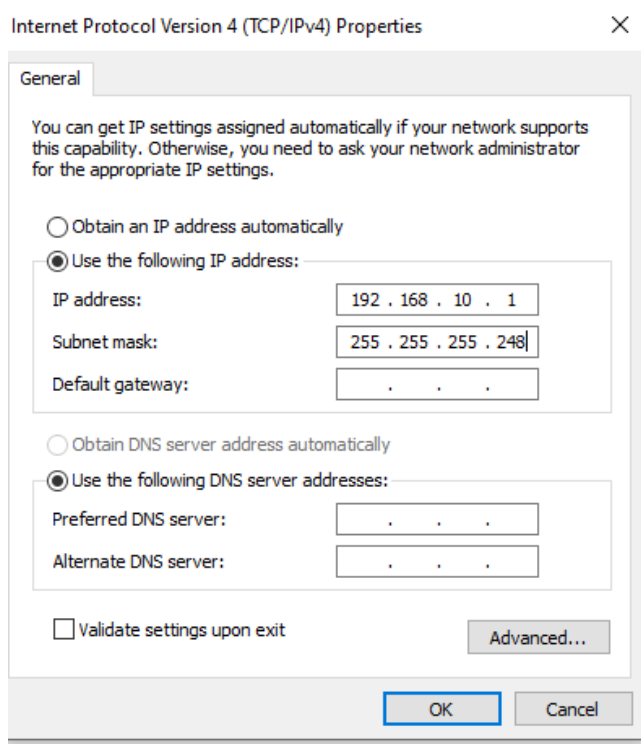 Internet Protocol Version 4 (TCP/IPv4) Properties
General
You can get IP settings assigned automatically if your network supports
this capability. Otherwise, you need to ask your network administrator
for the appropriate IP settings.
Obtain an IP address automatically
Use the following IP address:
IP address: 192 . 168 . 10 . 1
Subnet mask: 255 . 255 . 255 . 248
Default gateway: . . .
Obtain DNS server address automatically
Use the following DNS server addresses:
Preferred DNS server: . . .
Alternate DNS server: . . .
Validate settings upon exit
Advanced...
OK Cancel